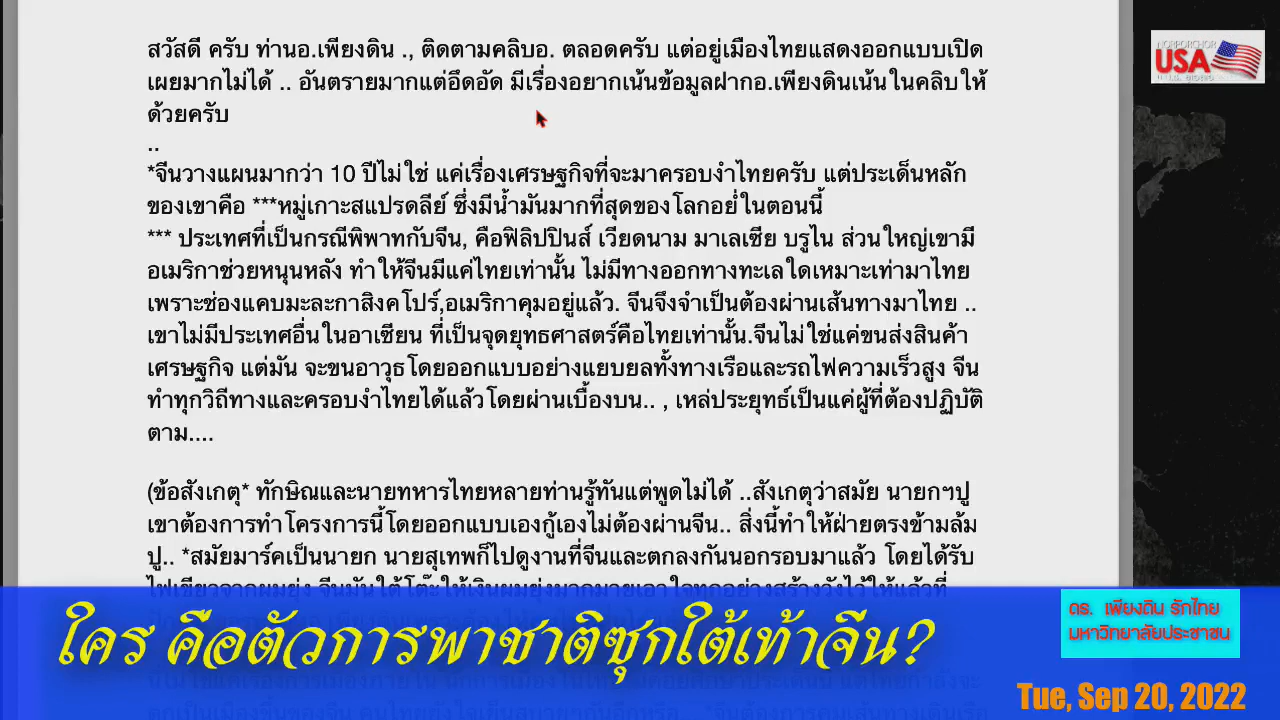 สวัสดี ครับ ท่านอ.เพียงดิน ., ติดตามคลิบอ. ตลอดครับ แต่อยู่เมืองไทยแสดงออกแบบเปิด
เผยมากไม่ได้ .. อันตรายมากแต่อึดอัด มีเรื่องอยากเน้นข้อมูลฝากอ.เพียงดินเน้นในคลิบให้
ด้วยครับ
..
*จีนวางแผนมากว่า 10 ปีไม่ใช่ แค่เรื่องเศรษฐกิจที่จะมาครอบงำไทยครับ แต่ประเด็นหลัก
ของเขาคือ ***หมู่เกาะสแปรดลีย์ ซึ่งมีน้ำมันมากที่สุดของโลกอย่ำในตอนนี้
*** ประเทศที่เป็นกรณีพิพาทกับจีน, คือฟิลิปปินส์ เวียดนาม มาเลเซีย บรูไน ส่วนใหญ่เขามี
อเมริกาช่วยหนุนหลัง ทำให้จีนมีแค่ไทยเท่านั้น ไม่มีทางออกทางทะเลใดเหมาะเท่ามาไทย
เพราะช่องแคบมะละกาสิงคโปร์,อเมริกาคุมอยู่แล้ว. จีนจึงจำเป็นต้องผ่านเส้นทางมาไทย ..
เขาไม่มีประเทศอื่นในอาเซียน ที่เป็นจุดยุทธศาสตร์คือไทยเท่านั้น.จีนไม่ใช่แค่ขนส่งสินค้า
เศรษฐกิจ แต่มัน จะขนอาวุธโดยออกแบบอย่างแยบยลทั้งทางเรือและรถไฟความเร็วสูง จีน
ทำทุกวิถีทางและครอบงำไทยได้แล้วโดยผ่านเบื้องบน.. , เหล่ประยุทธ์เป็นแค่ผู้ที่ต้องปฏิบัติ
ตาม....
(ข้อสังเกตุ* ทักษิณและนายทหารไทยหลายท่านรู้ทันแต่พูดไม่ได้ ..สังเกตุว่าสมัย นายกฯปู
เขาต้องการทำโครงการนี้โดยออกแบบเองกู้เองไม่ต้องผ่านจีน.. สิ่งนี้ทำให้ฝ่ายตรงข้ามล้ม
ปู.. *สมัยมาร์คเป็นนายก นายสุเทพก็ไปดูงานที่จีนและตกลงกันนอกรอบมาแล้ว โดยได้รับ
ใคร คือตัวการพาชาติซุกใต้เท้าจีน?
ดร. เพียงดิน รักไทย
มหาวิทยาลัยประชาชน
Tue, Sep 20, 2022
NORPORCHOR
USA